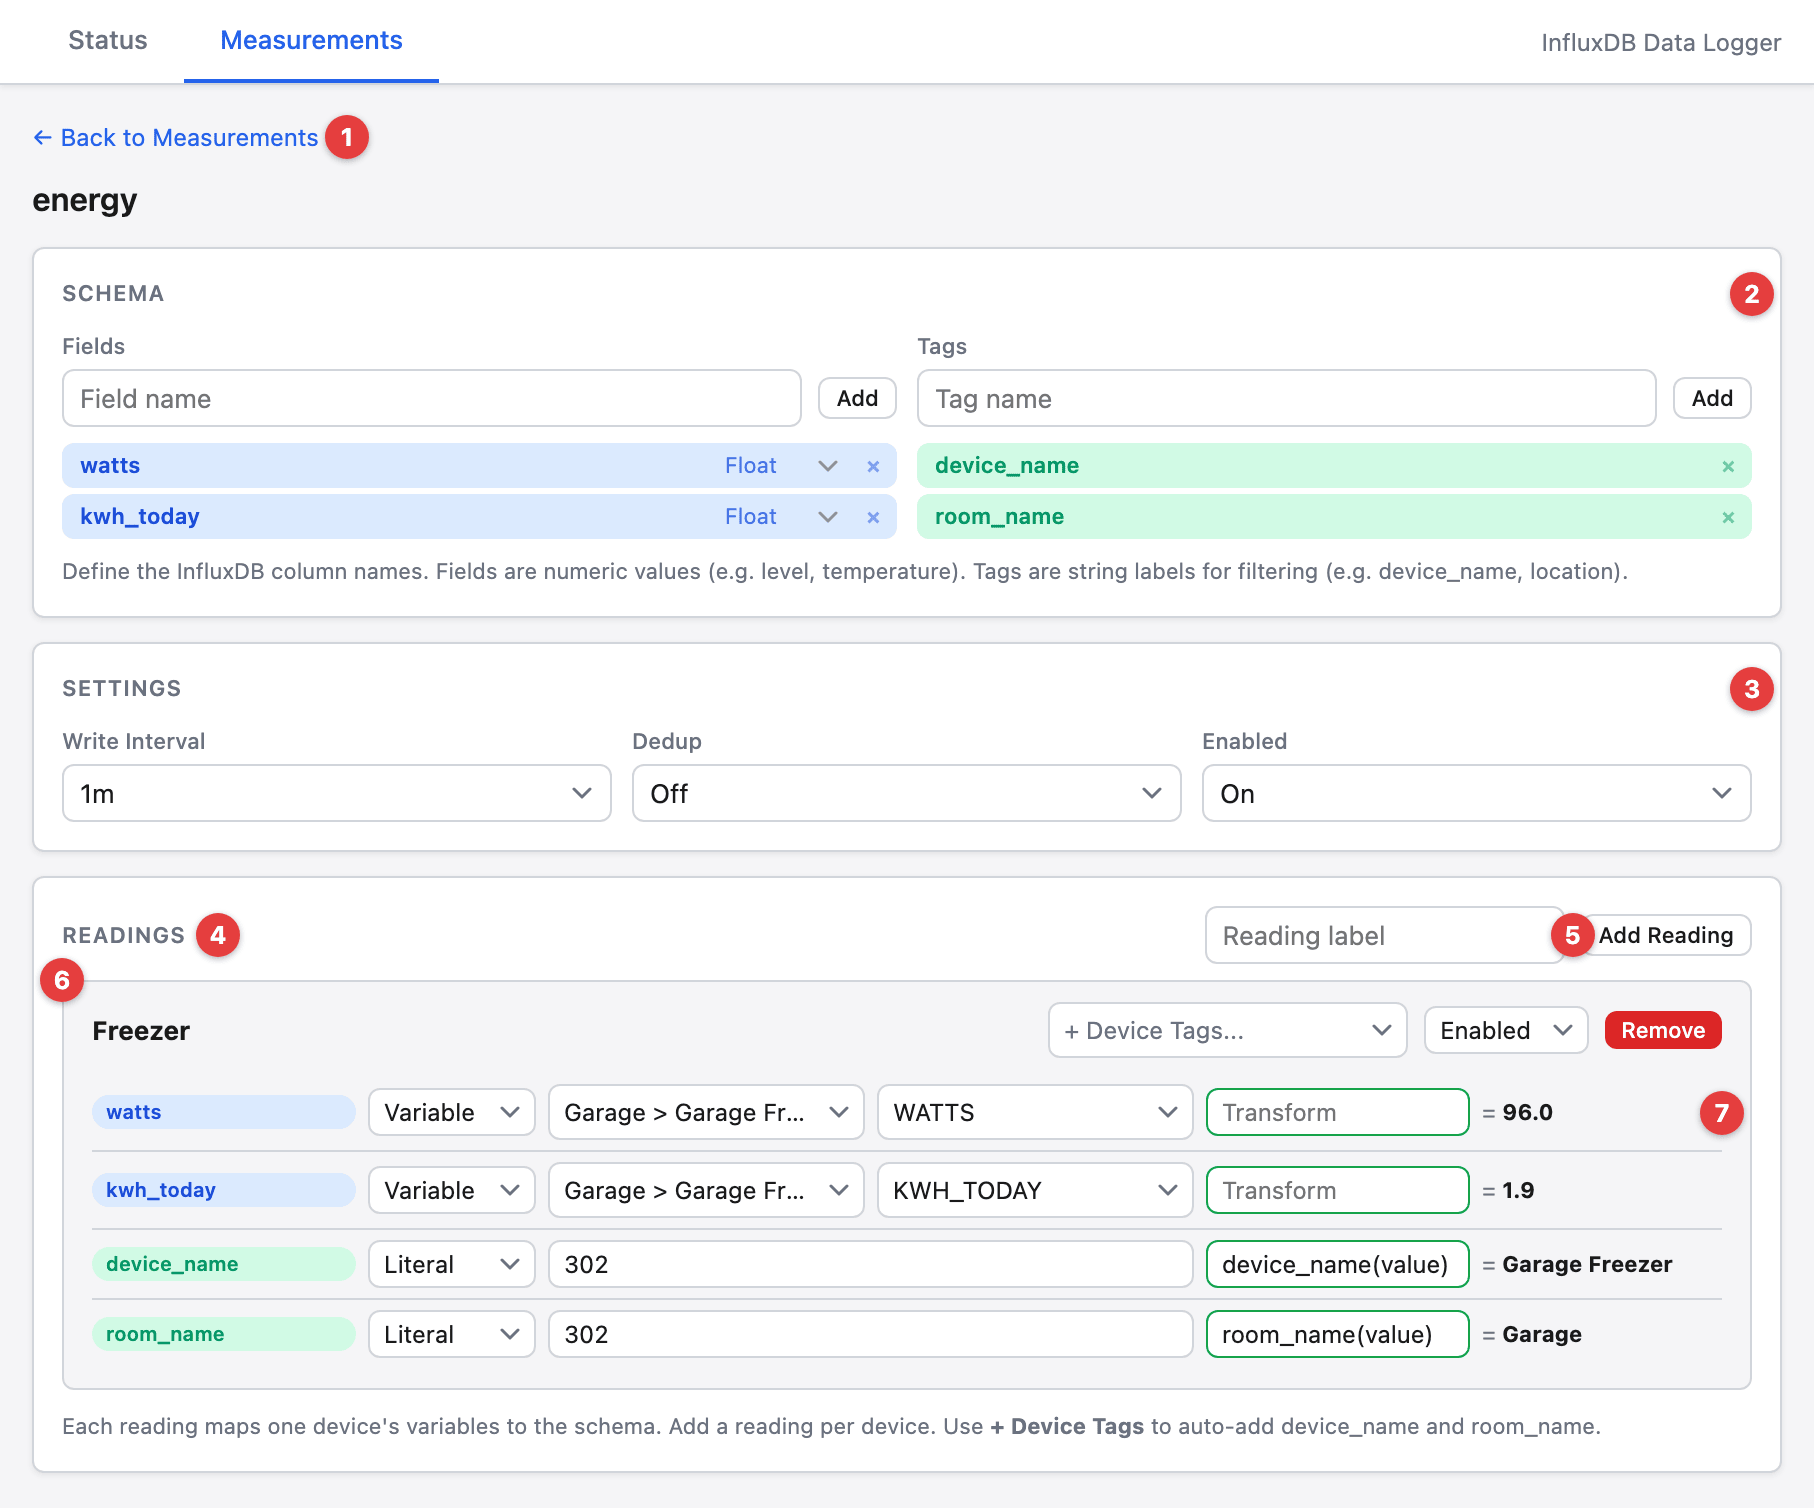 Status
Measurements
InfluxDB Data Logger
← Back to Measurements 1
energy
SCHEMA
2
Fields
Tags
Field name
Add
Tag name
Add
watts Float ×
device_name ×
kwh_today Float ×
room_name ×
Define the InfluxDB column names. Fields are numeric values (e.g. level, temperature). Tags are string labels for filtering (e.g. device_name, location).
SETTINGS
3
Write Interval
Dedup
Enabled
1m
Off
On
READINGS 4
Reading label
5
Add Reading
6
Freezer
+ Device Tags...
Enabled
Remove
watts Variable Garage > Garage Fr... WATTS Transform = 96.0 7
kwh_today Variable Garage > Garage Fr... KWH_TODAY Transform = 1.9
device_name Literal 302 device_name(value) = Garage Freezer
room_name Literal 302 room_name(value) = Garage
Each reading maps one device's variables to the schema. Add a reading per device. Use + Device Tags to auto-add device_name and room_name.